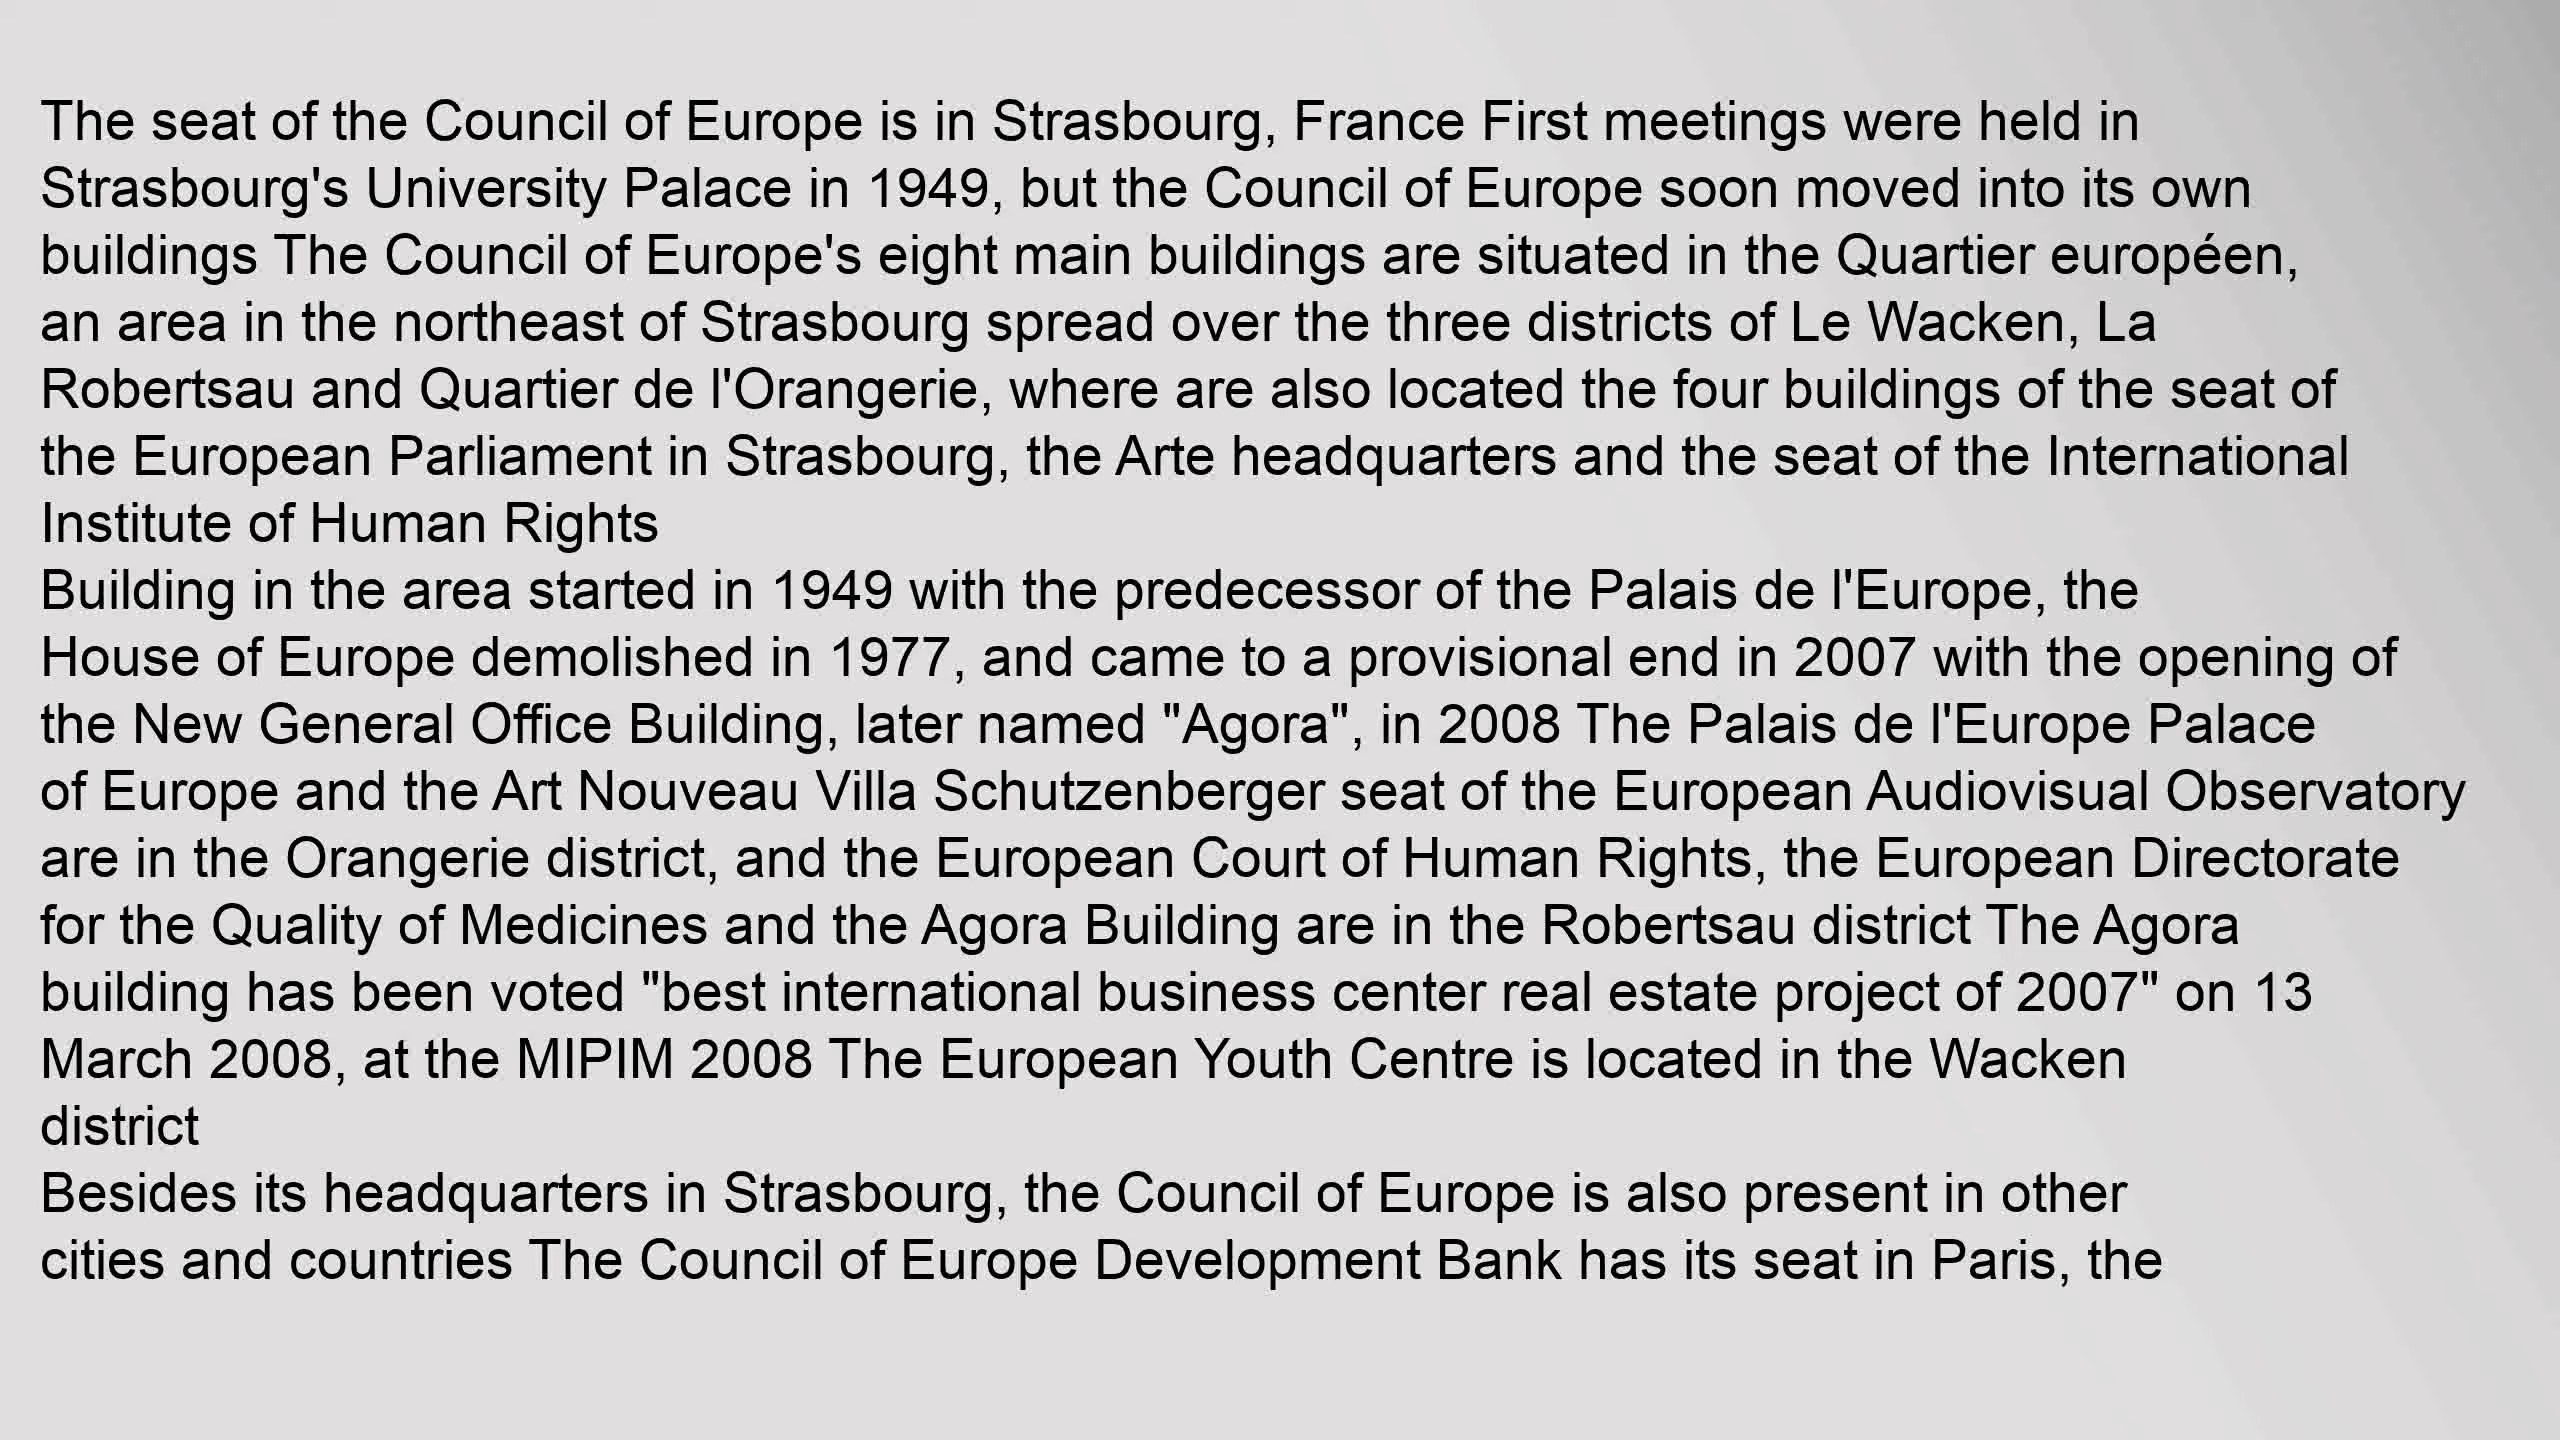 The seat of the Council of Europe is in Strasbourg, France First meetings were held in
Strasbourg's University Palace in 1949, but the Council of Europe soon moved into its own
buildings The Council of Europe's eight main buildings are situated in the Quartier européen,
an area in the northeast of Strasbourg spread over the three districts of Le Wacken, La
Robertsau and Quartier de l'Orangerie, where are also located the four buildings of the seat of
the European Parliament in Strasbourg, the Arte headquarters and the seat of the International
Institute of Human Rights
Building in the area started in 1949 with the predecessor of the Palais de l'Europe, the
House of Europe demolished in 1977, and came to a provisional end in 2007 with the opening of
the New General Office Building, later named "Agora", in 2008 The Palais de l'Europe Palace
of Europe and the Art Nouveau Villa Schutzenberger seat of the European Audiovisual Observatory
are in the Orangerie district, and the European Court of Human Rights, the European Directorate
for the Quality of Medicines and the Agora Building are in the Robertsau district The Agora
building has been voted "best international business center real estate project of 2007" on 13
March 2008, at the MIPIM 2008 The European Youth Centre is located in the Wacken
district
Besides its headquarters in Strasbourg, the Council of Europe is also present in other
cities and countries The Council of Europe Development Bank has its seat in Paris, the